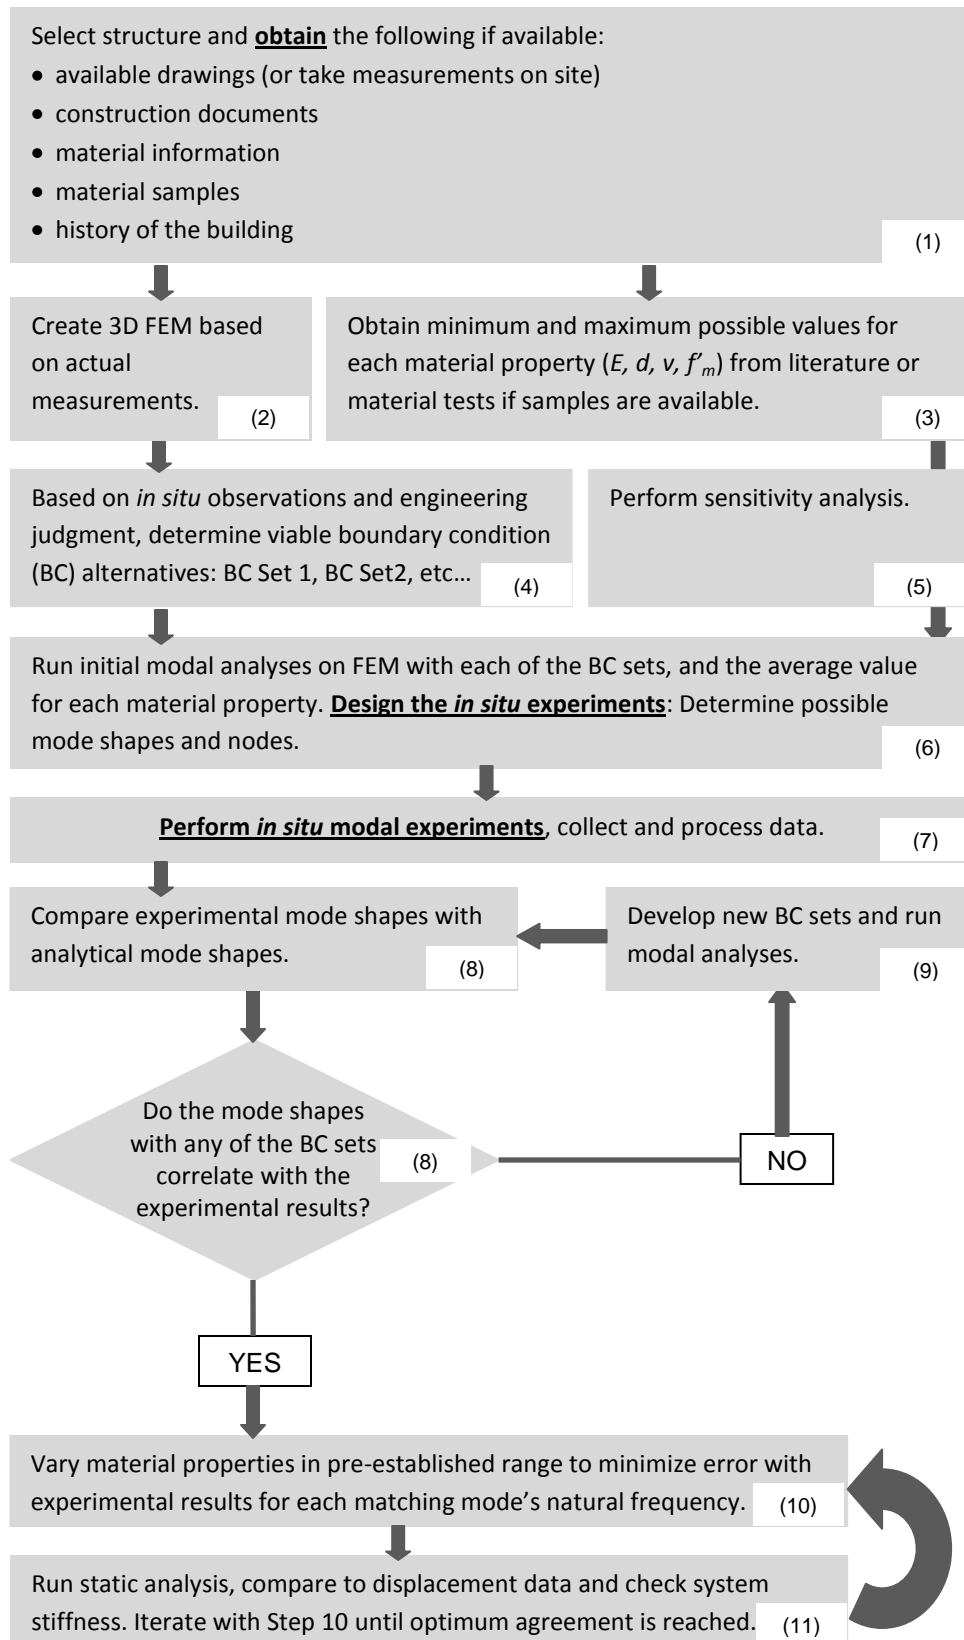 Select structure and obtain the following if available:
• available drawings (or take measurements on site)
• construction documents
• material information
• material samples
• history of the building
(1)
Create 3D FEM based
on actual
measurements.
(2)
Obtain minimum and maximum possible values for
each material property (E, d, ν, f'm) from literature or
material tests if samples are available.
(3)
Based on in situ observations and engineering
judgment, determine viable boundary condition
(BC) alternatives: BC Set 1, BC Set2, etc…
(4)
Perform sensitivity analysis.
(5)
Run initial modal analyses on FEM with each of the BC sets, and the average value
for each material property. Design the in situ experiments: Determine possible
mode shapes and nodes.
(6)
Perform in situ modal experiments, collect and process data.
(7)
Compare experimental mode shapes with
analytical mode shapes.
(8)
Develop new BC sets and run
modal analyses.
(9)
Do the mode shapes
with any of the BC sets
correlate with the
experimental results?
(8)
NO
YES
Vary material properties in pre-established range to minimize error with
experimental results for each matching mode's natural frequency.
(10)
Run static analysis, compare to displacement data and check system
stiffness. Iterate with Step 10 until optimum agreement is reached.
(11)